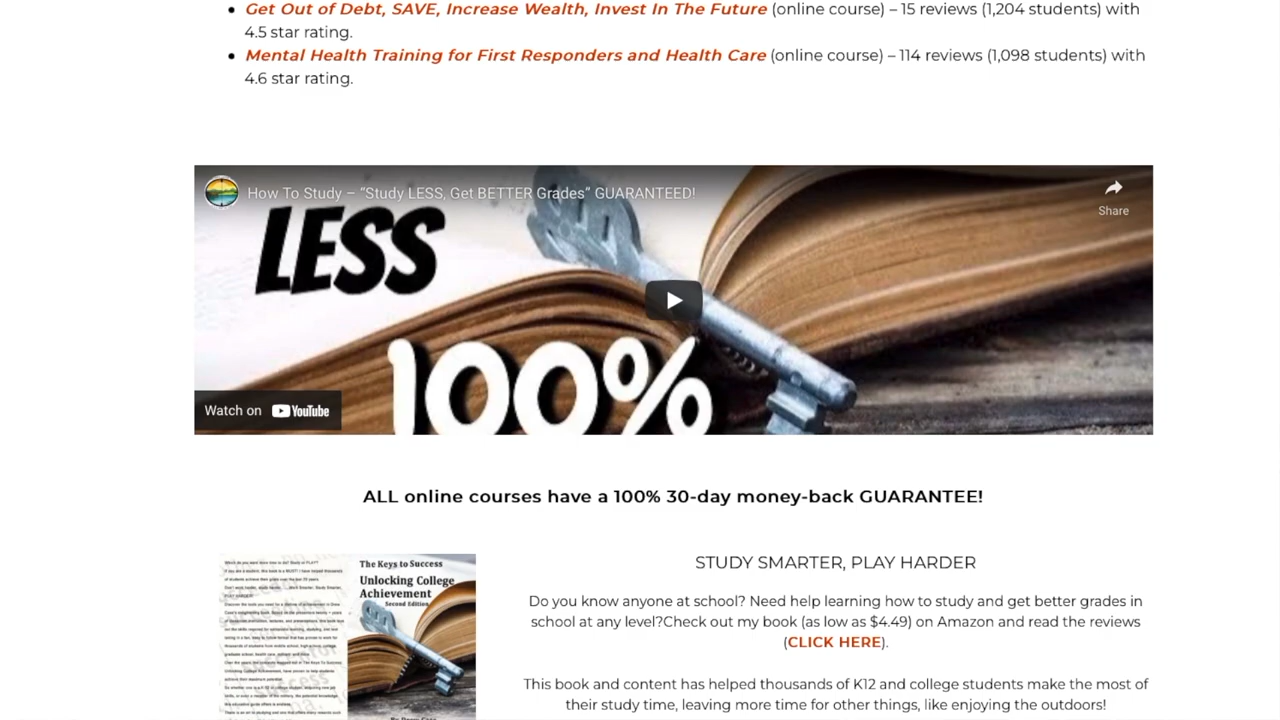 Get Out of Debt, SAVE, Increase Wealth, Invest In The Future (online course) – 15 reviews (1,204 students) with
4.5 star rating.
Mental Health Training for First Responders and Health Care (online course) – 114 reviews (1,098 students) with
4.6 star rating.
How To Study – “Study LESS, Get BETTER Grades” GUARANTEED!
Share
LESS
100%
Watch on YouTube
ALL online courses have a 100% 30-day money-back GUARANTEE!
The Keys to Success
Unlocking College
Achievement
Second Edition
STUDY SMARTER, PLAY HARDER
Do you know anyone at school? Need help learning how to study and get better grades in
school at any level?Check out my book (as low as $4.49) on Amazon and read the reviews
(CLICK HERE).
This book and content has heard thousands of K12 and college students make the most of
their study time, leaving more time for other things, like enjoying the outdoors!